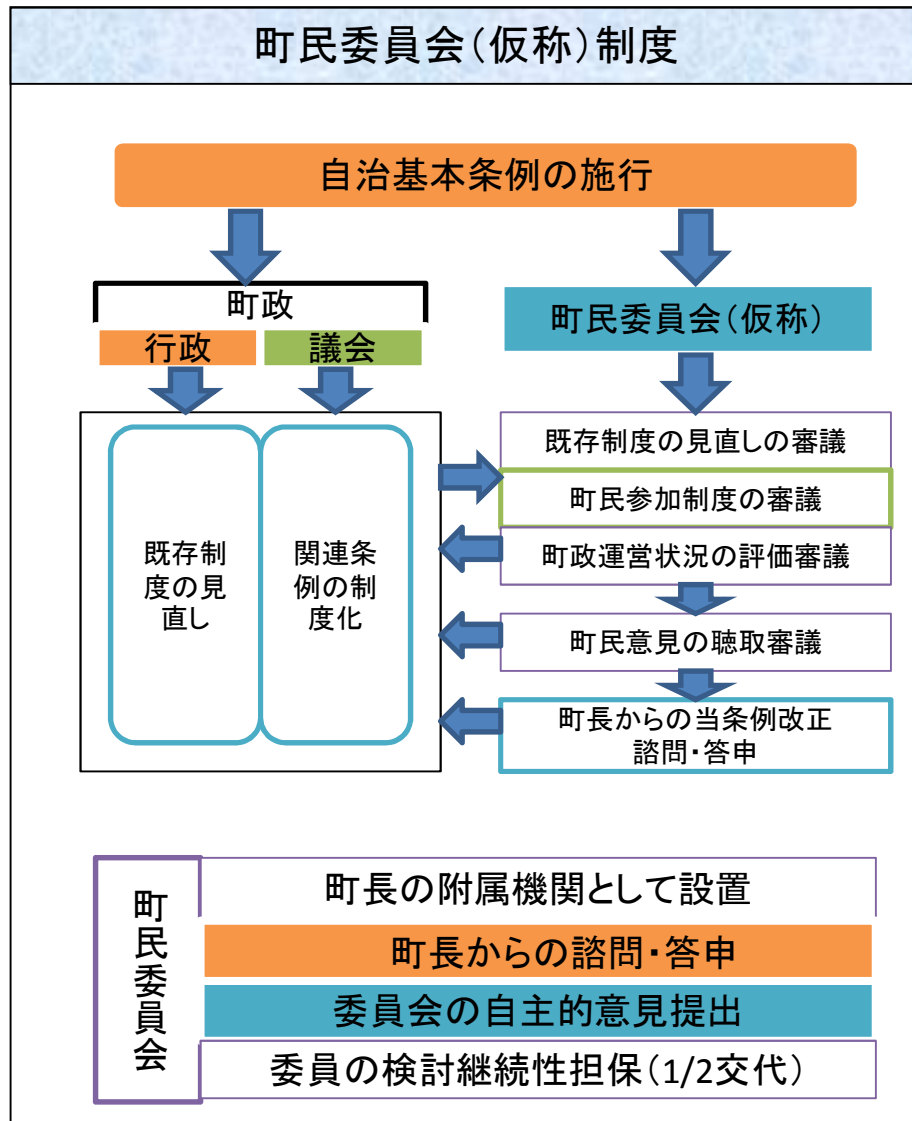 町民委員会（仮称）制度
自治基本条例の施行
町政
行政
議会
既存制
度の見
直し
関連条
例の制
度化
町民委員会（仮称）
既存制度の見直しの審議
町民参加制度の審議
町政運営状況の評価審議
町民意見の聴取審議
町長からの当条例改正
諮問・答申
町民委員会
町長の附属機関として設置
町長からの諮問・答申
委員会の自主的意見提出
委員の検討継続性担保（1/2交代）